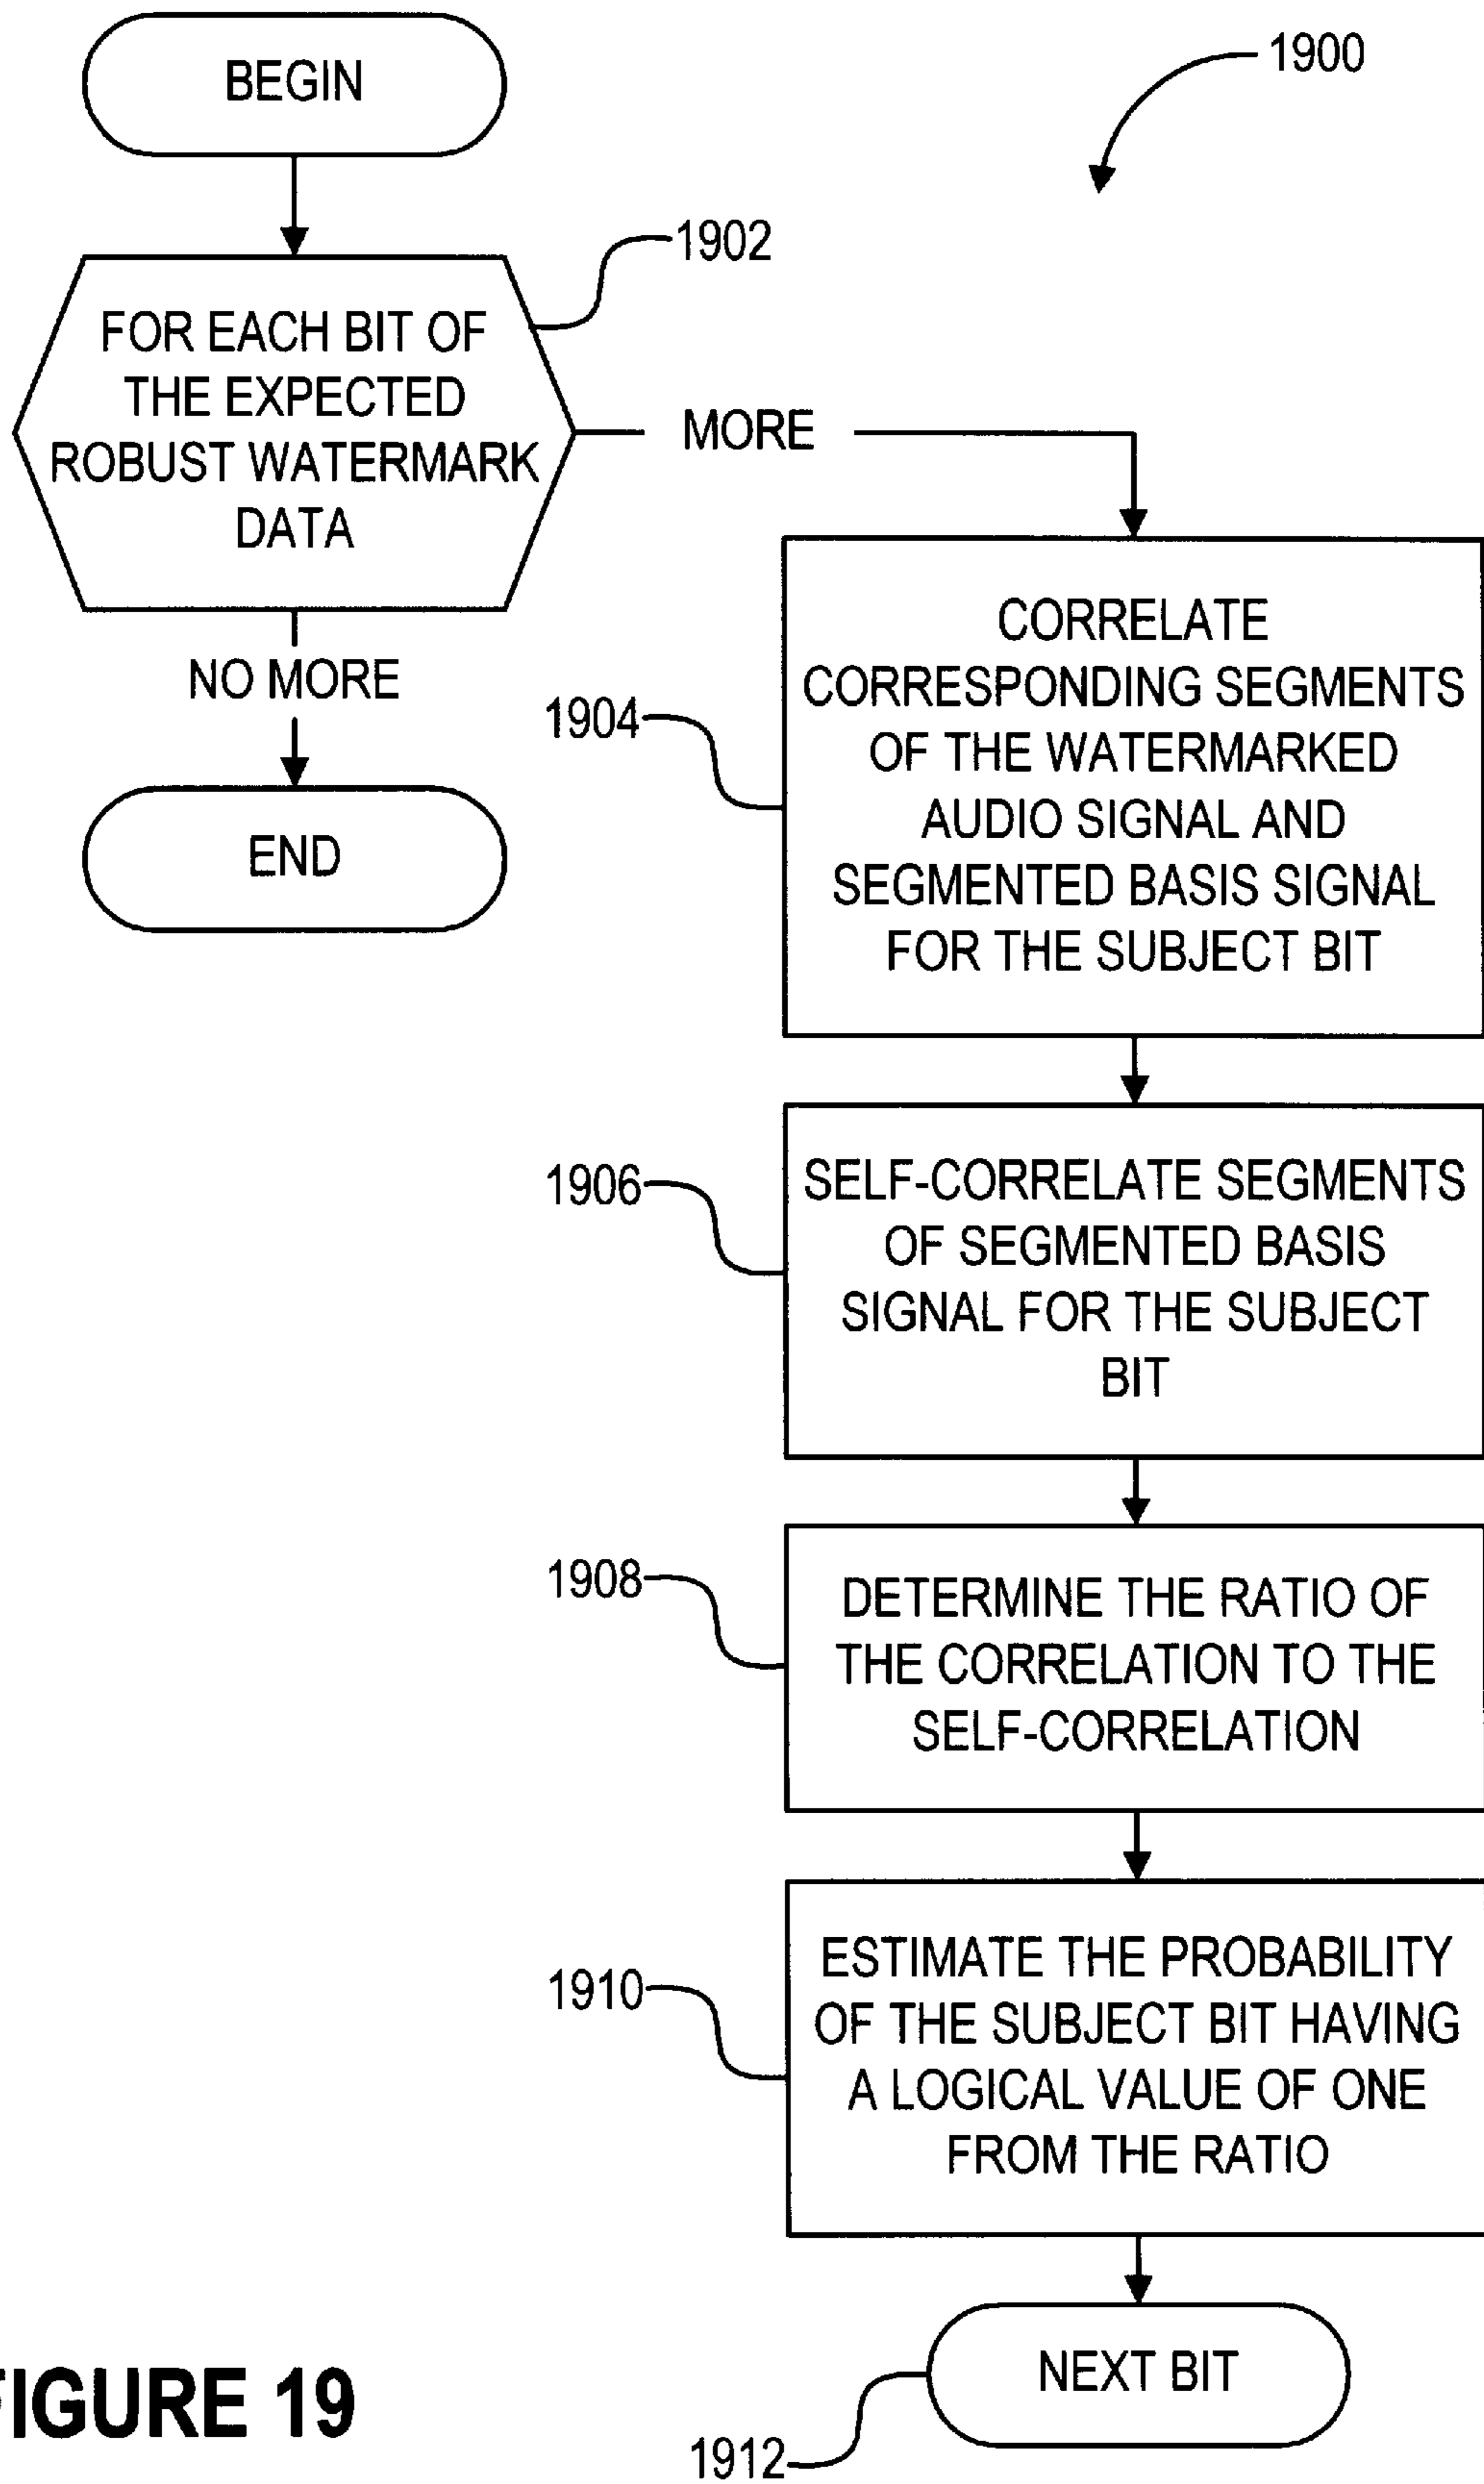 BEGIN
1900
1902
FOR EACH BIT OF
THE EXPECTED
ROBUST WATERMARK
DATA
MORE
NO MORE
END
1904
CORRELATE
CORRESPONDING SEGMENTS
OF THE WATERMARKED
AUDIO SIGNAL AND
SEGMENTED BASIS SIGNAL
FOR THE SUBJECT BIT
1906
SELF-CORRELATE SEGMENTS
OF SEGMENTED BASIS
SIGNAL FOR THE SUBJECT
BIT
1908
DETERMINE THE RATIO OF
THE CORRELATION TO THE
SELF-CORRELATION
1910
ESTIMATE THE PROBABILITY
OF THE SUBJECT BIT HAVING
A LOGICAL VALUE OF ONE
FROM THE RATIO
NEXT BIT
1912
FIGURE 19